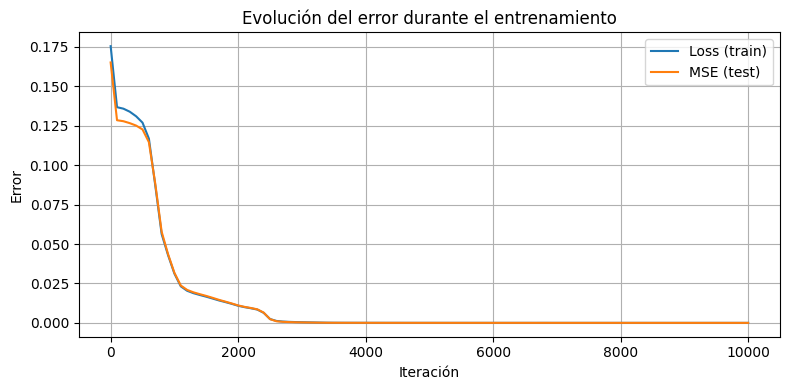 Evolución del error durante el entrenamiento
Loss (train)
MSE (test)
0.175
0.150
0.125
0.100
0.075
0.050
0.025
0.000
Error
0
2000
4000
6000
8000
10000
Iteración